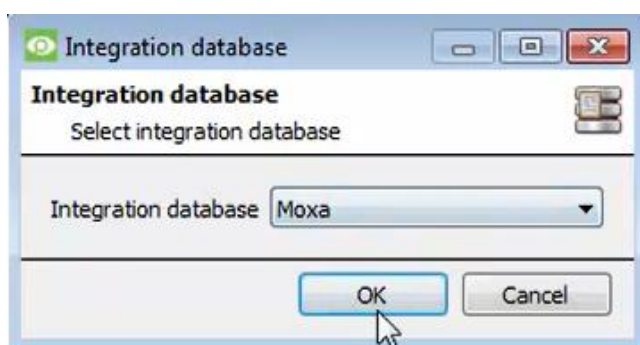 Integration database
Integration database
Select integration database
Integration database Moxa
OK Cancel